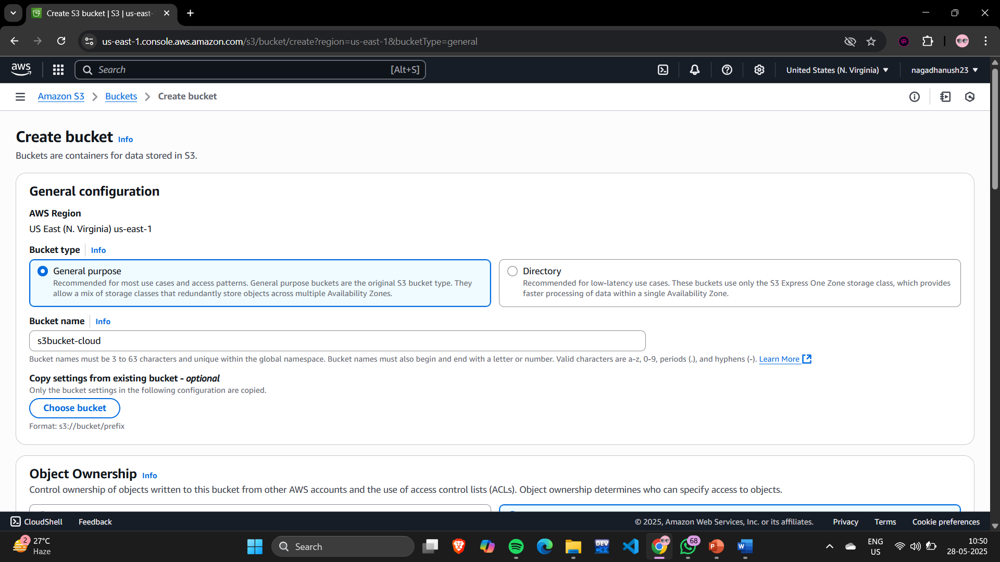 Create S3 bucket | S3 | us-east-
us-east-1.console.aws.amazon.com/s3/bucket/create?region=us-east-1&bucketType=general
aws
Search [Alt+S]
United States (N. Virginia)
nagadhanush23
Amazon S3 > Buckets > Create bucket
Create bucket Info
Buckets are containers for data stored in S3.
General configuration
AWS Region
US East (N. Virginia) us-east-1
Bucket type Info
General purpose
Recommended for most use cases and access patterns. General purpose buckets are the original S3 bucket type. They
allow a mix of storage classes that redundantly store objects across multiple Availability Zones.
Directory
Recommended for low-latency use cases. These buckets use only the S3 Express One Zone storage class, which provides
faster processing of data within a single Availability Zone.
Bucket name Info
s3bucket-cloud
Bucket names must be 3 to 63 characters and unique within the global namespace. Bucket names must also begin and end with a letter or number. Valid characters are a-z, 0-9, periods (.), and hyphens (-). Learn More
Copy settings from existing bucket - optional
Only the bucket settings in the following configuration are copied.
Choose bucket
Format: s3://bucket/prefix
Object Ownership Info
Control ownership of objects written to this bucket from other AWS accounts and the use of access control lists (ACLs). Object ownership determines who can specify access to objects.
CloudShell Feedback
© 2025, Amazon Web Services, Inc. or its affiliates. Privacy Terms Cookie preferences
2
27°C
Haze
Search
DEV
68
P
W
ENG
US
10:50
28-05-2025